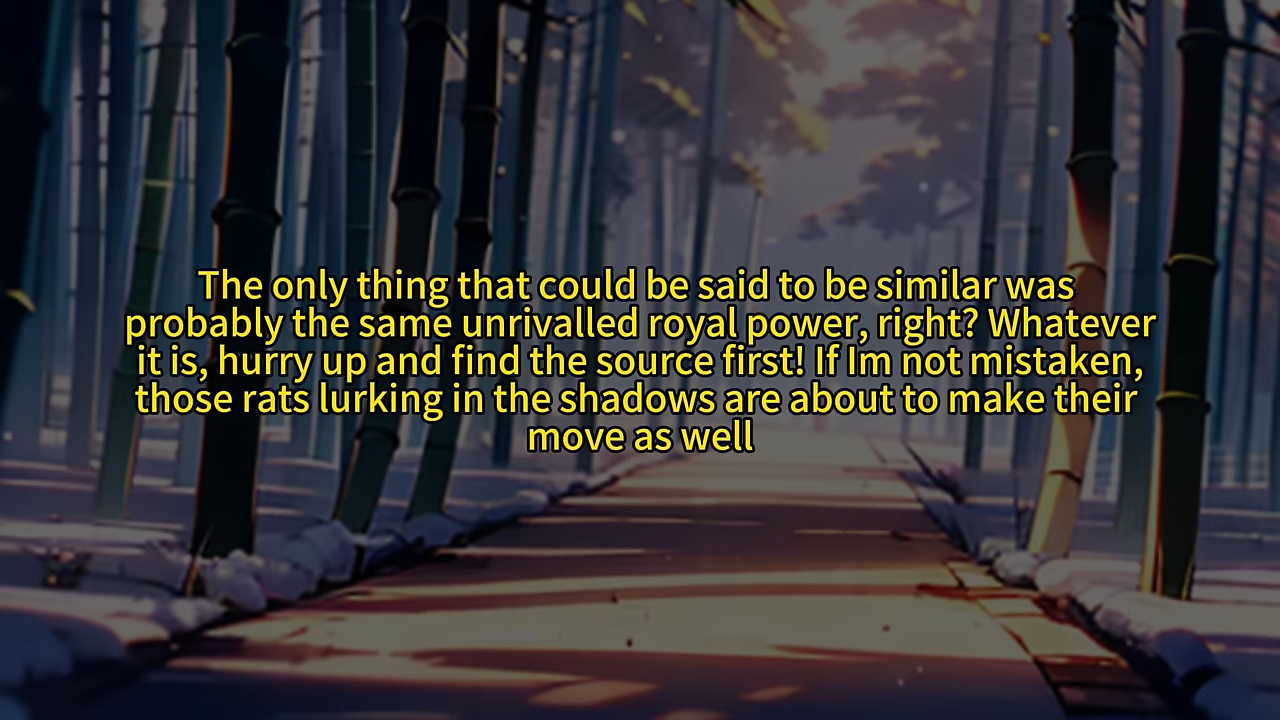 The only thing that could be said to be similar was
probably the same unrivalled royal power, right? Whatever
it is, hurry up and find the source first! If Im not mistaken,
those rats lurking in the shadows are about to make their
move as well